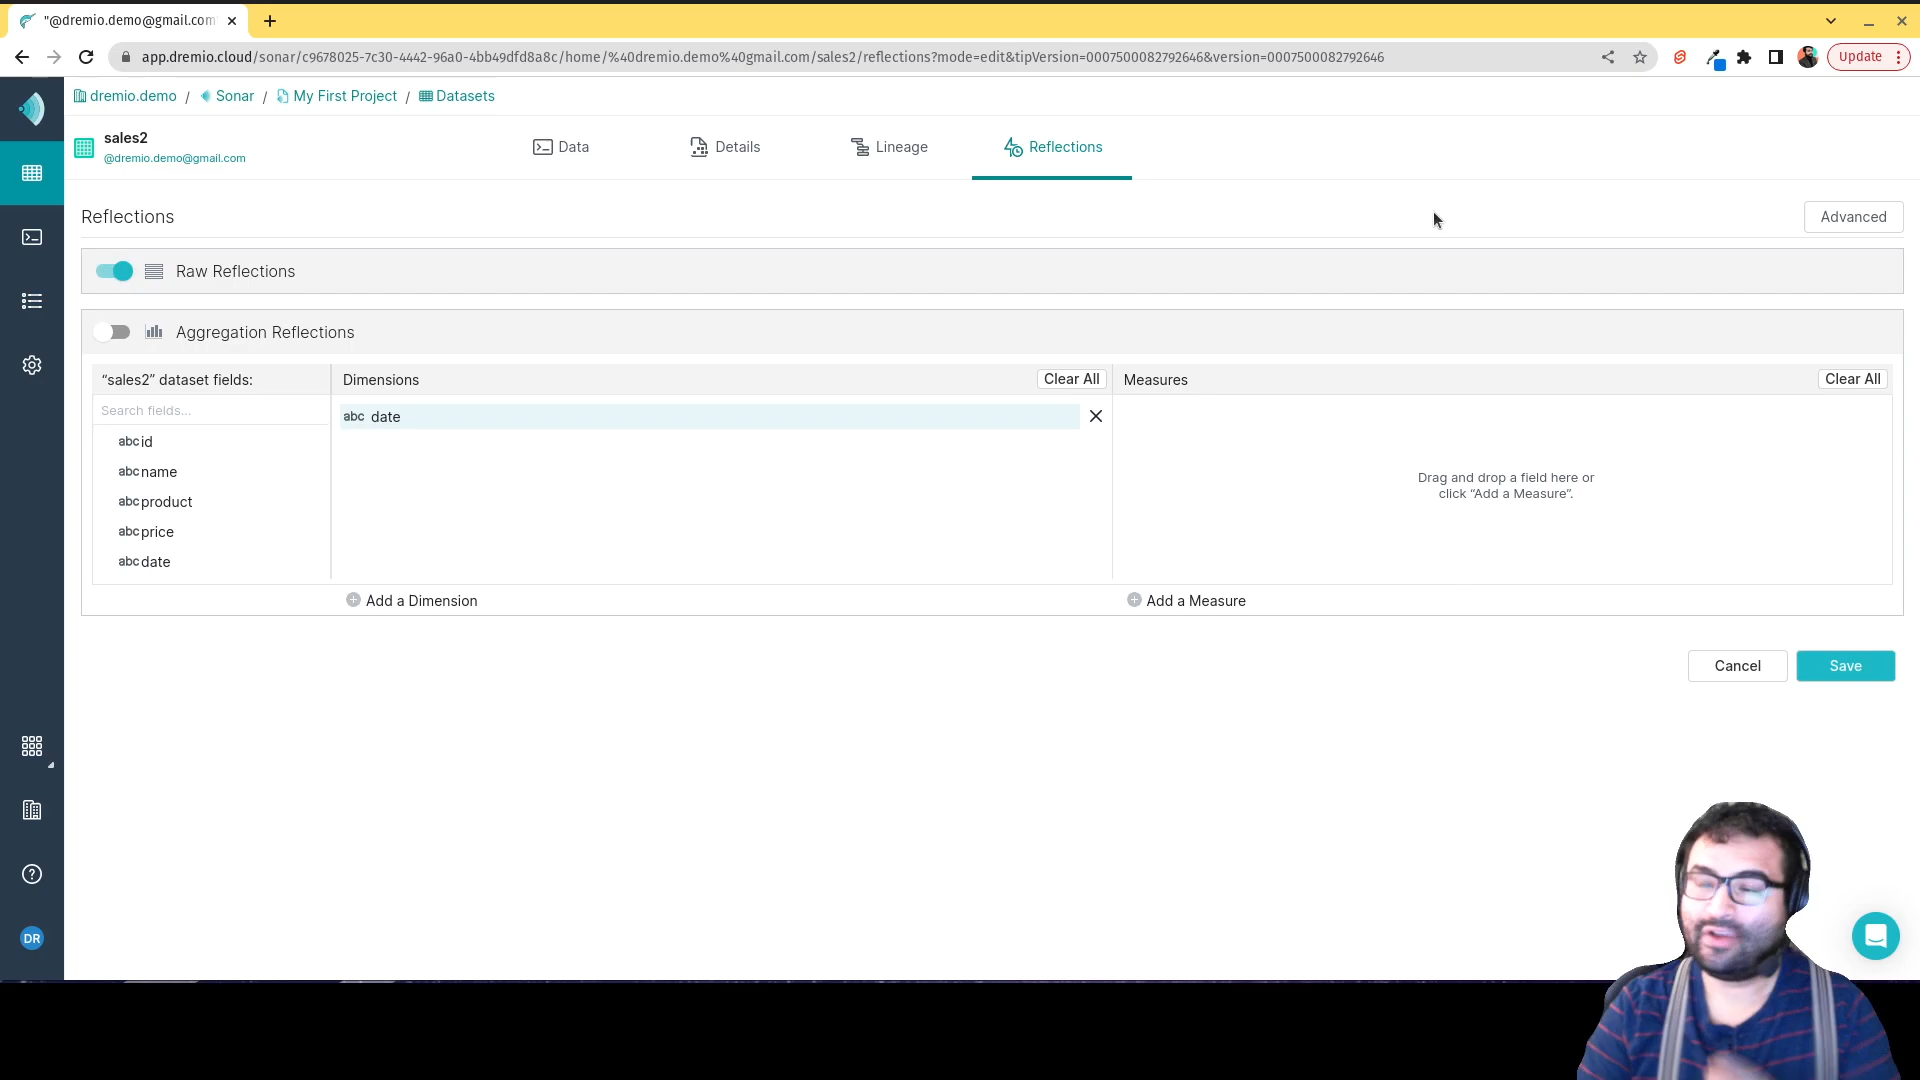 "@dremio.demo@gmail.com
app.dremio.cloud/sonar/c9678025-7c30-4442-96a0-4bb49dfd8a8c/home/%40dremio.demo%40gmail.com/sales2/reflections?mode=edit&tipVersion=0007500082792646&version=0007500082792646
Update
dremio.demo / Sonar / My First Project / Datasets
sales2
@dremio.demo@gmail.com
Data
Details
Lineage
Reflections
Reflections
Advanced
Raw Reflections
Aggregation Reflections
“sales2” dataset fields:
Dimensions
Clear All
Measures
Clear All
Search fields...
abc date
abc id
abc name
abc product
abc price
abc date
Drag and drop a field here or
click “Add a Measure”.
Add a Dimension
Add a Measure
Cancel
Save
DR